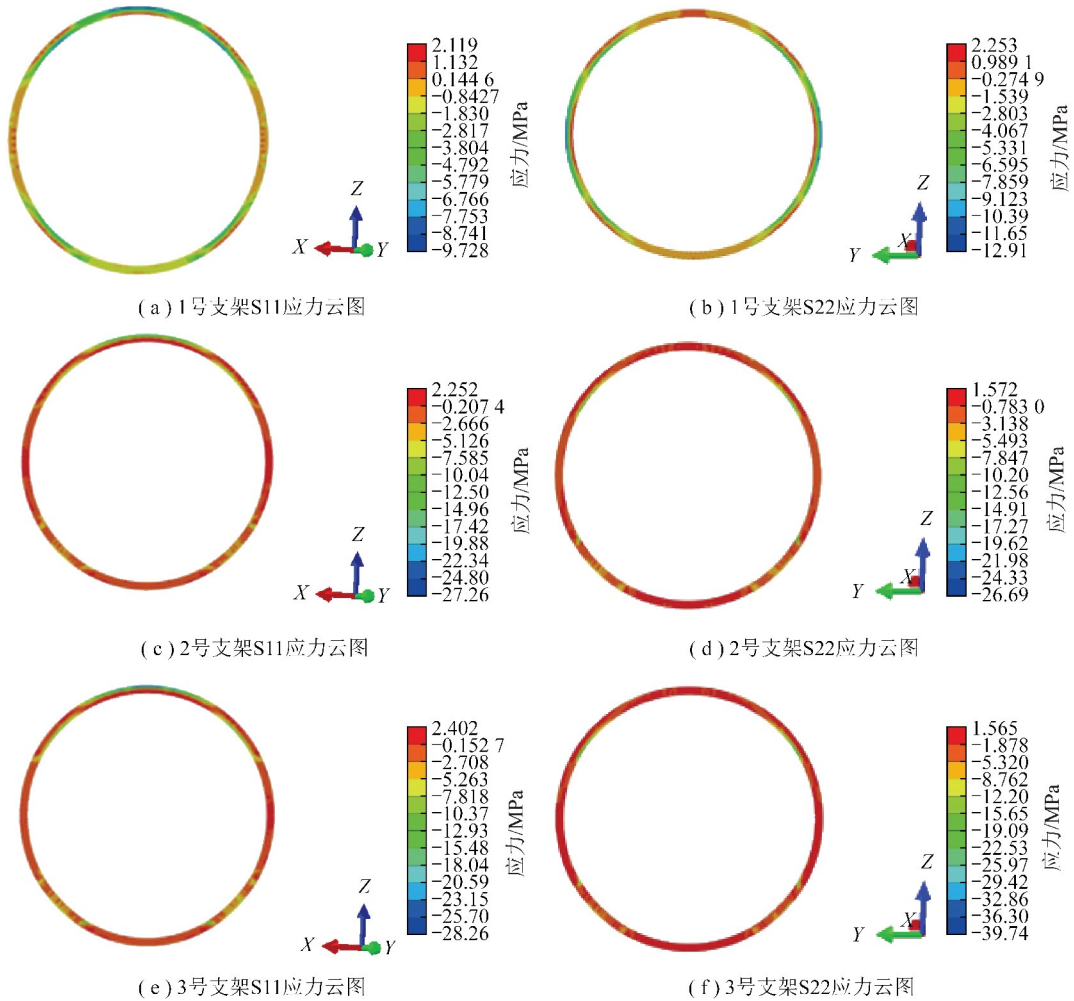 2.119
1.132
0.144 6
−0.8427
−1.830
−2.817
−3.804
−4.792
−5.779
−6.766
−7.753
−8.741
−9.728
应力/MPa
Z
X
Y
(a) 1号支架S11应力云图
2.253
0.989 1
−0.274 9
−1.539
−2.803
−4.067
−5.331
−6.595
−7.859
−9.123
−10.39
−11.65
−12.91
应力/MPa
Z
X
Y
(b) 1号支架S22应力云图
2.252
−0.207 4
−2.666
−5.126
−7.585
−10.04
−12.50
−14.96
−17.42
−19.88
−22.34
−24.80
−27.26
应力/MPa
Z
X
Y
(c) 2号支架S11应力云图
1.572
−0.783 0
−3.138
−5.493
−7.847
−10.20
−12.56
−14.91
−17.27
−19.62
−21.98
−24.33
−26.69
应力/MPa
Z
X
Y
(d) 2号支架S22应力云图
2.402
−0.152 7
−2.708
−5.263
−7.818
−10.37
−12.93
−15.48
−18.04
−20.59
−23.15
−25.70
−28.26
应力/MPa
Z
X
Y
(e) 3号支架S11应力云图
1.565
−1.878
−5.320
−8.762
−12.20
−15.65
−19.09
−22.53
−25.97
−29.42
−32.86
−36.30
−39.74
应力/MPa
Z
X
Y
(f) 3号支架S22应力云图